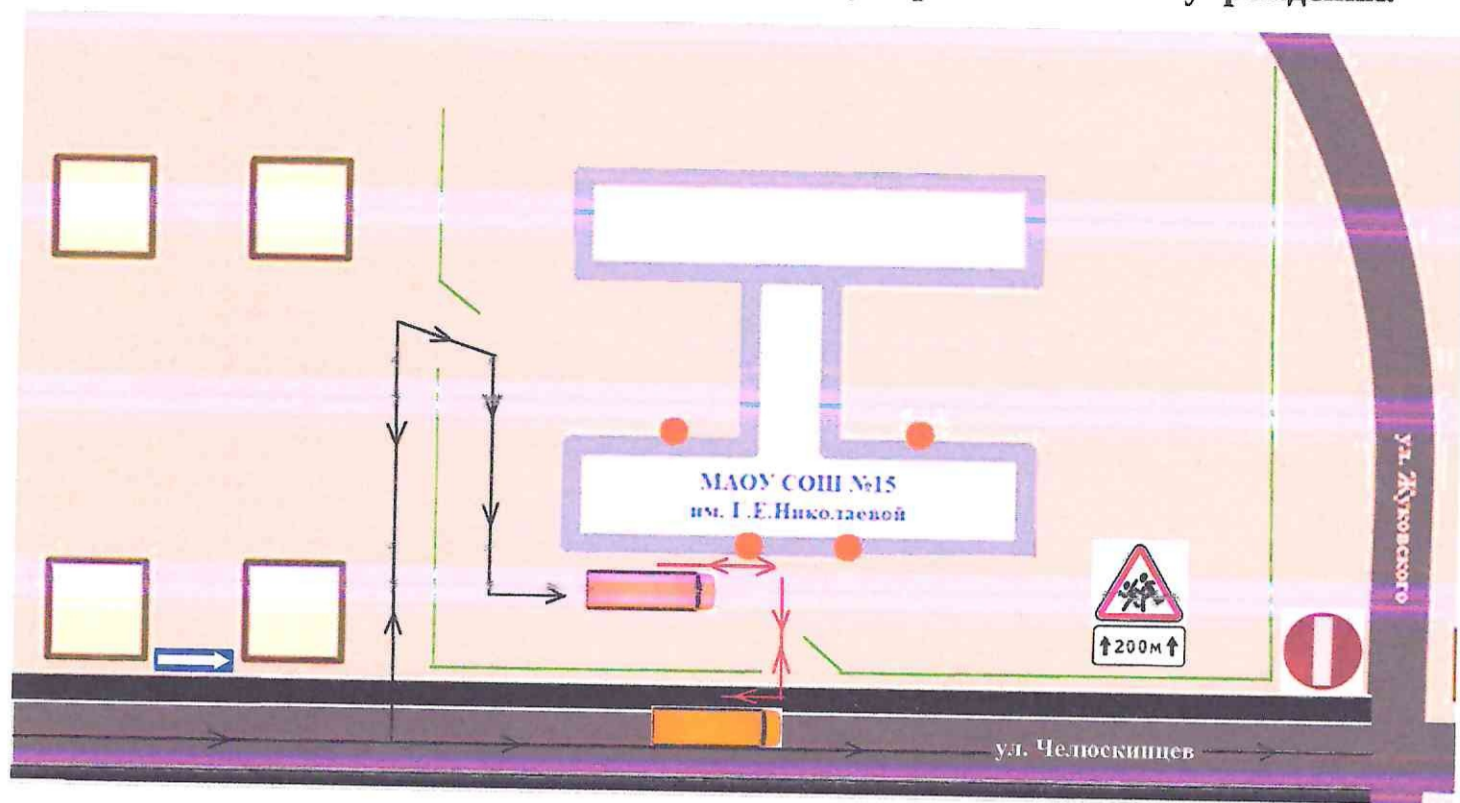 МАОУ СОШ №15
им. Г.Е.Николаевой
200м
ул. Жуковского
ул. Челюскинцев